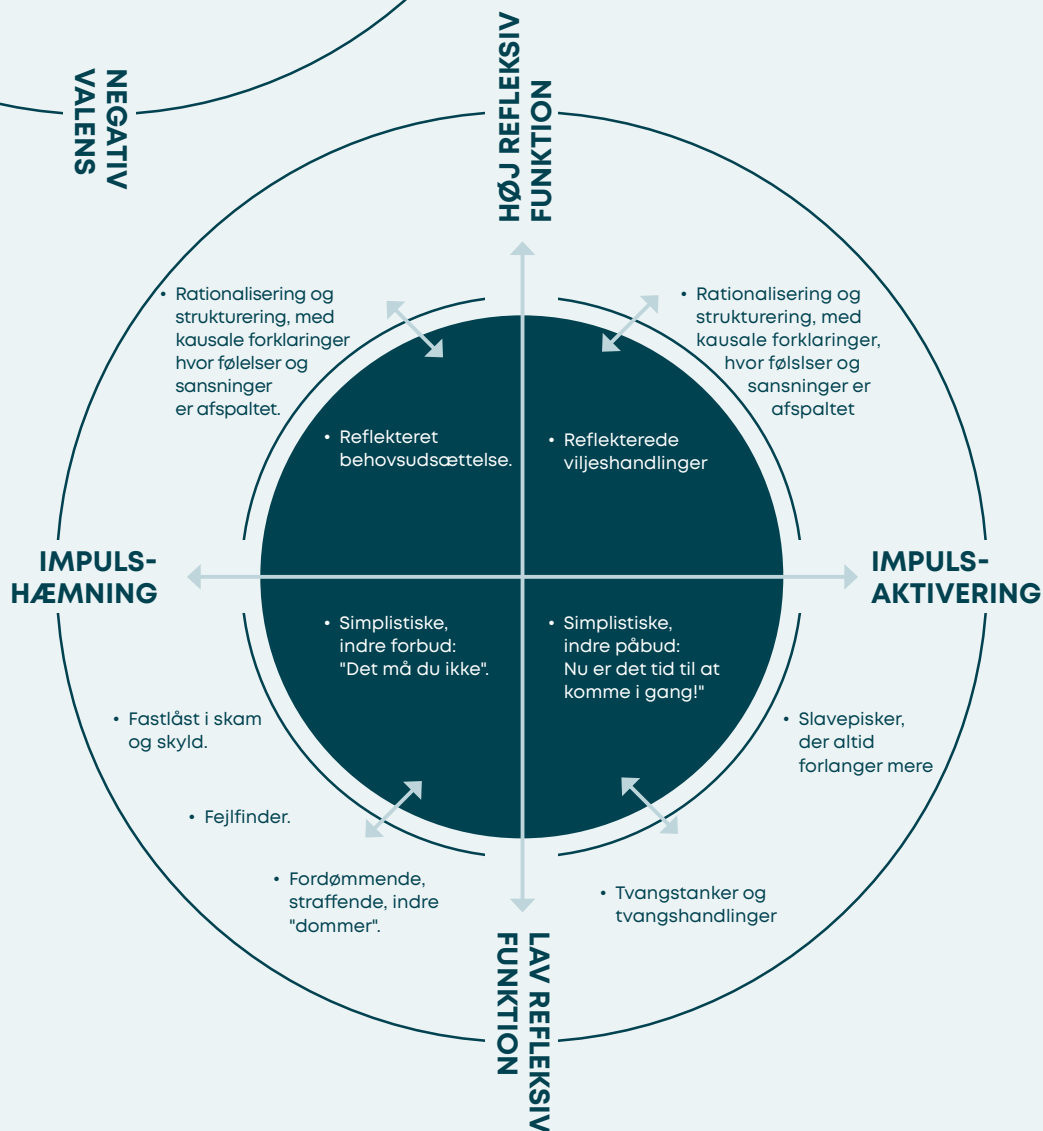 NEGATIV
VALENS
HØJ REFLEKSIV
FUNKTION
• Rationalisering og
strukturering, med
kausale forklaringer
hvor følelser og
sansninger
er afspaltet.
• Rationalisering og
strukturering, med
kausale forklaringer,
hvor følslser og
sansninger er
afspaltet
• Reflekteret
behovsudsættelse.
• Reflekterede
viljeshandlinger
IMPULS-
HÆMNING
IMPULS-
AKTIVERING
• Simplistiske,
indre forbud:
"Det må du ikke".
• Simplistiske,
indre påbud:
Nu er det tid til at
komme i gang!"
• Fastlåst i skam
og skyld.
• Slavepisker,
der altid
forlanger mere
• Fejlfinder.
• Fordømmende,
straffende, indre
"dommer".
• Tvangstanker og
tvangshandlinger
LAV REFLEKSIV
FUNKTION